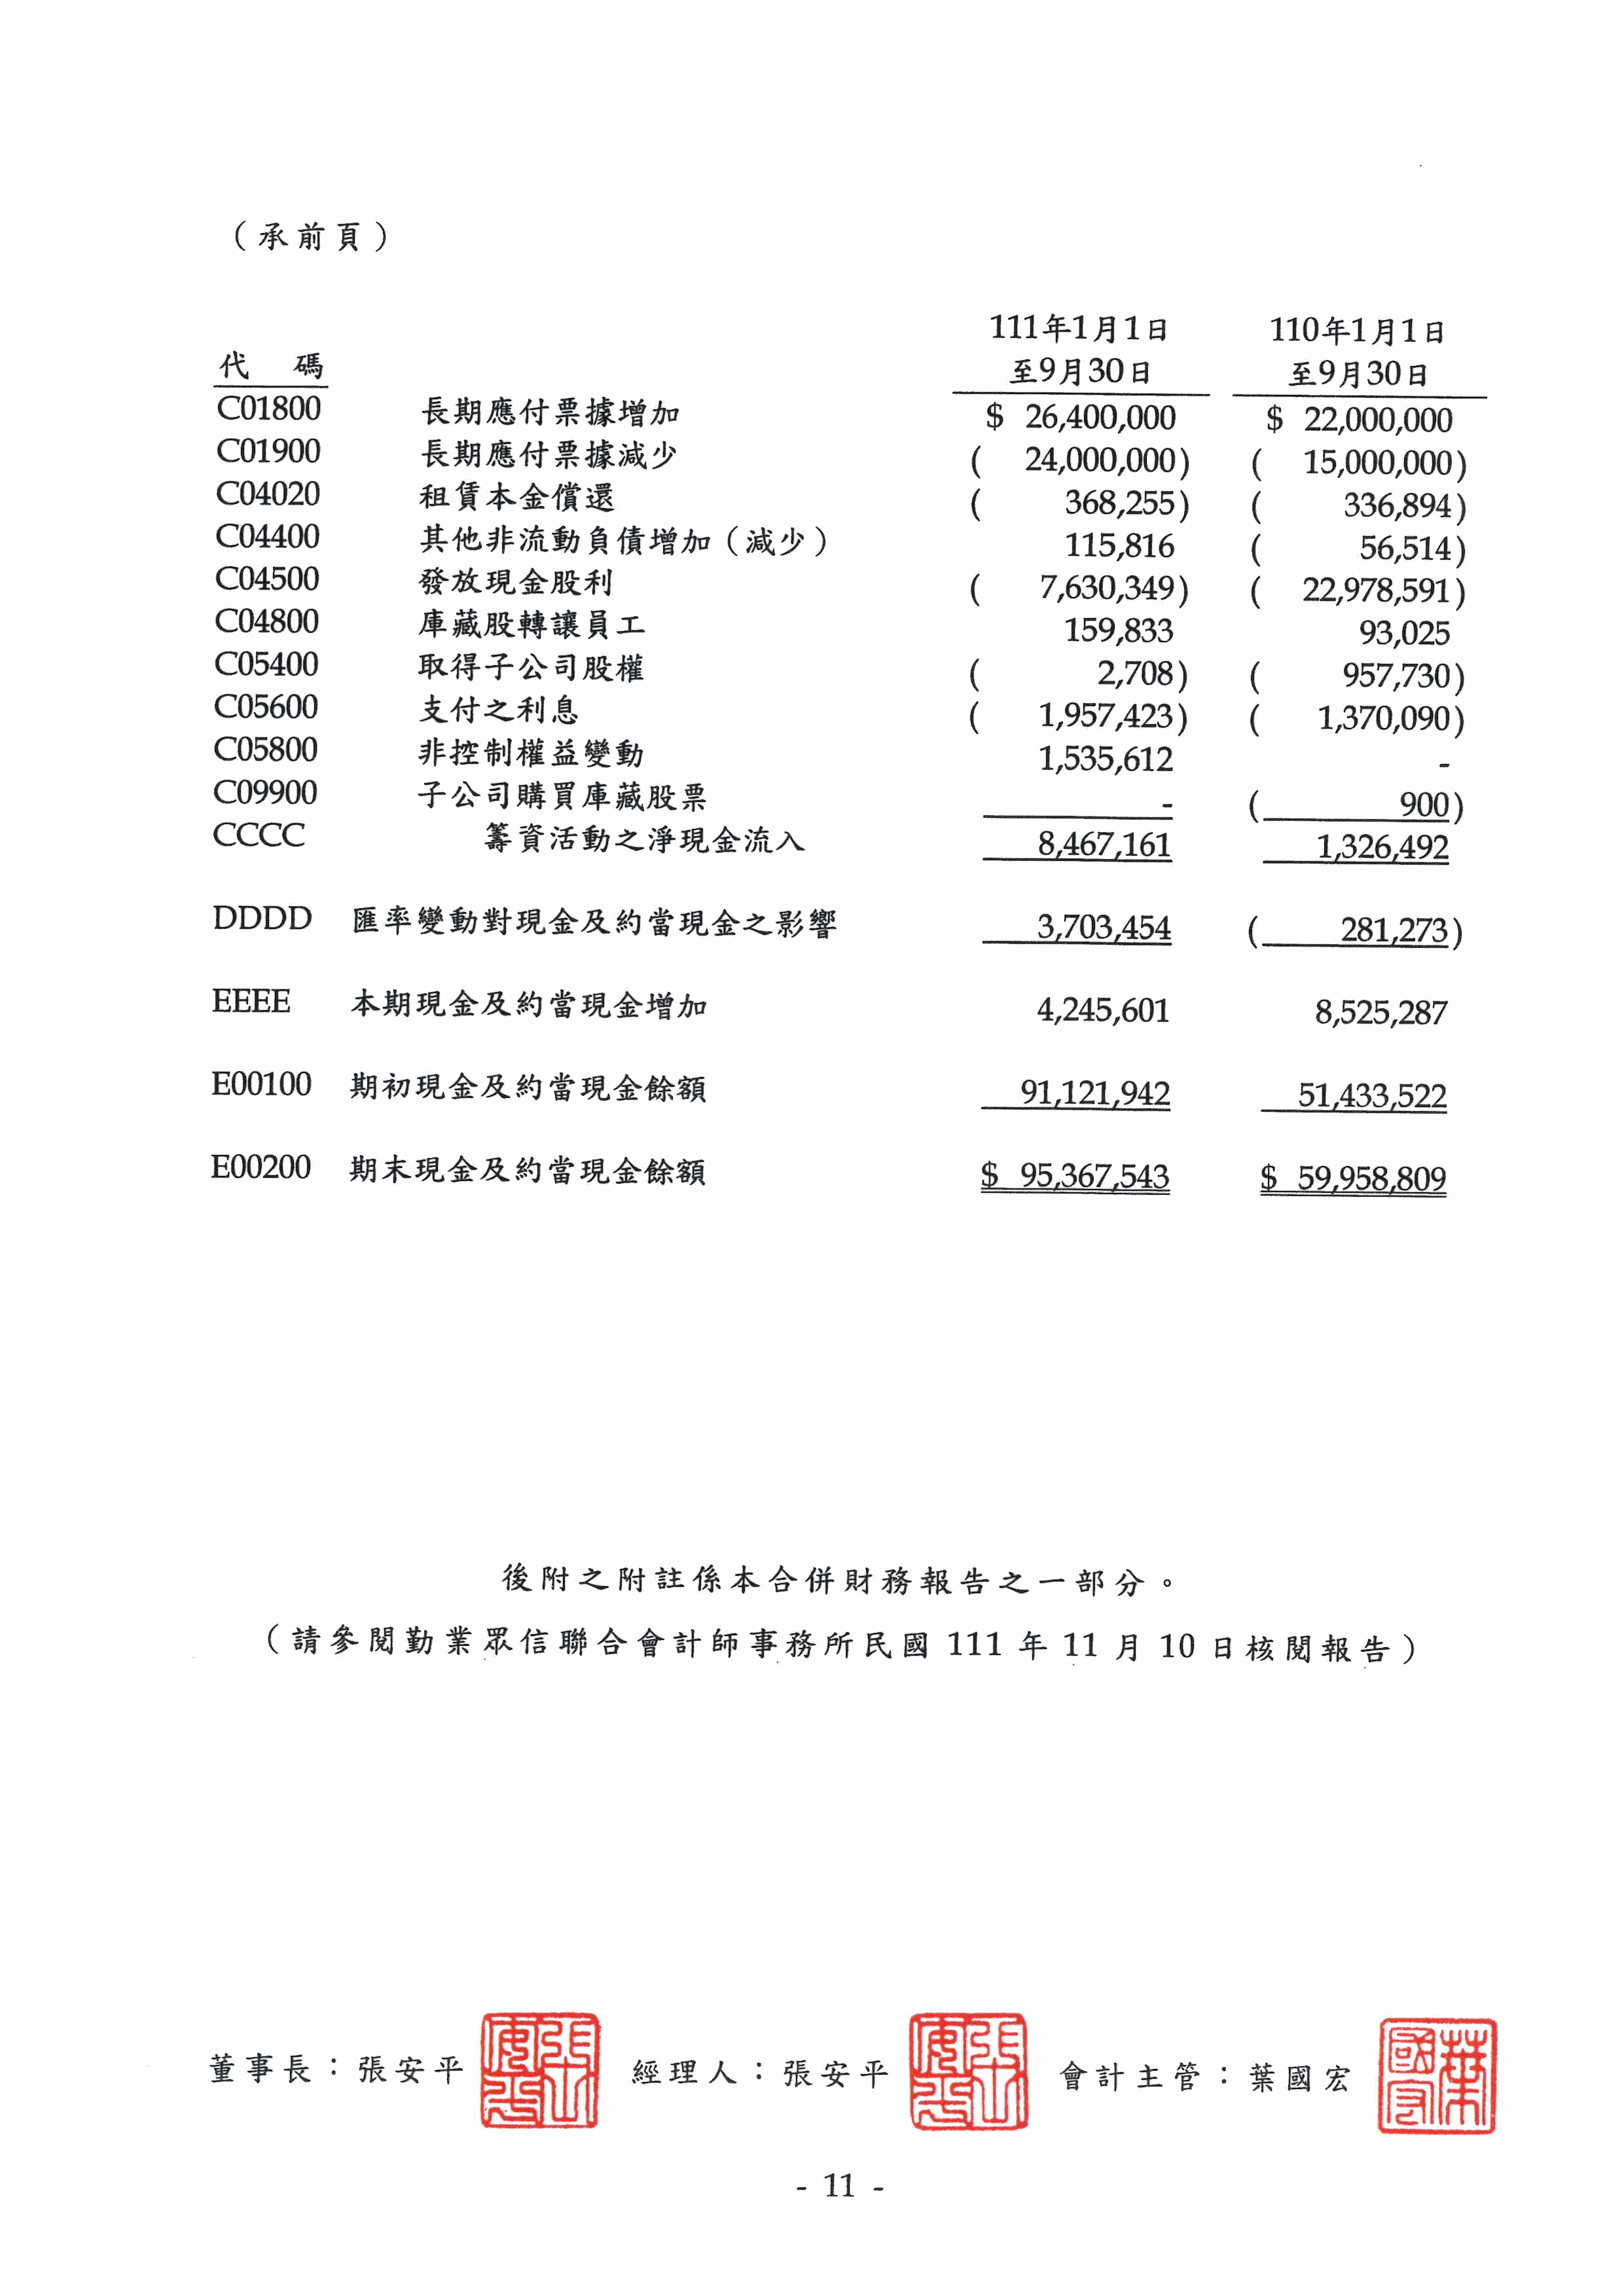 （承前頁）
111年1月1日 110年1月1日
代 碼 至9月30日 至9月30日
C01800 長期應付票據增加 $ 26,400,000 $ 22,000,000
C01900 長期應付票據減少 ( 24,000,000) ( 15,000,000)
C04020 租賃本金償還 ( 368,255) ( 336,894)
C04400 其他非流動負債增加（減少） 115,816 ( 56,514)
C04500 發放現金股利 ( 7,630,349) ( 22,978,591)
C04800 庫藏股轉讓員工 159,833 93,025
C05400 取得子公司股權 ( 2,708) ( 957,730)
C05600 支付之利息 ( 1,957,423) ( 1,370,090)
C05800 非控制權益變動 1,535,612 -
C09900 子公司購買庫藏股票 - ( 900)
CCCC 籌資活動之淨現金流入 8,467,161 1,326,492
DDDD 匯率變動對現金及約當現金之影響 3,703,454 ( 281,273)
EEEE 本期現金及約當現金增加 4,245,601 8,525,287
E00100 期初現金及約當現金餘額 91,121,942 51,433,522
E00200 期末現金及約當現金餘額 $ 95,367,543 $ 59,958,809
後附之附註係本合併財務報告之一部分。
（請參閱勤業眾信聯合會計師事務所民國 111 年 11 月 10 日核閱報告）
董事長：張安平 張安平 經理人：張安平 張安平 會計主管：葉國宏 葉國宏
- 11 -